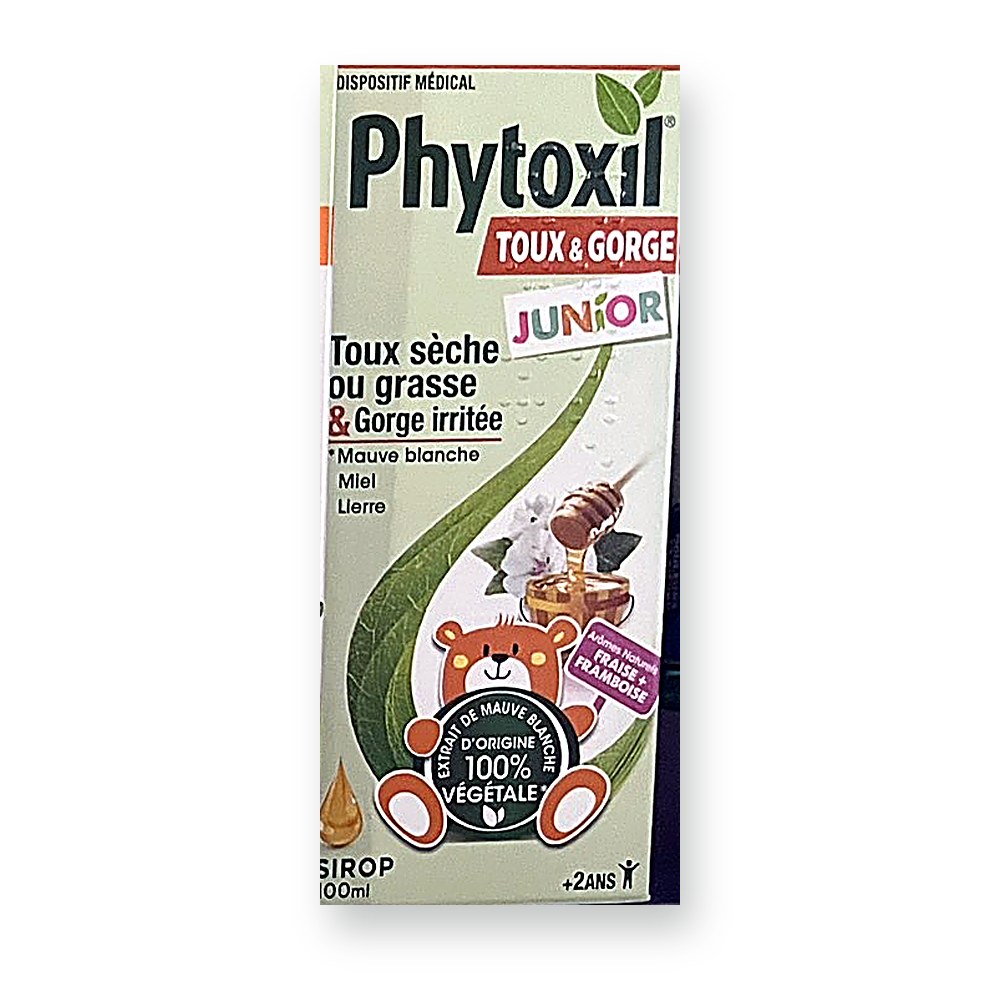 DISPOSITIF MÉDICAL
Phytoxil®
TOUX & GORGE
JUNIOR
Toux sèche
ou grasse
& Gorge irritée
*Mauve blanche
Miel
Lierre
Arômes Naturels
FRAISE +
FRAMBOISE
EXTRAIT DE MAUVE BLANCHE
D'ORIGINE
100%
VÉGÉTALE*
SIROP
100ml
+2ANS